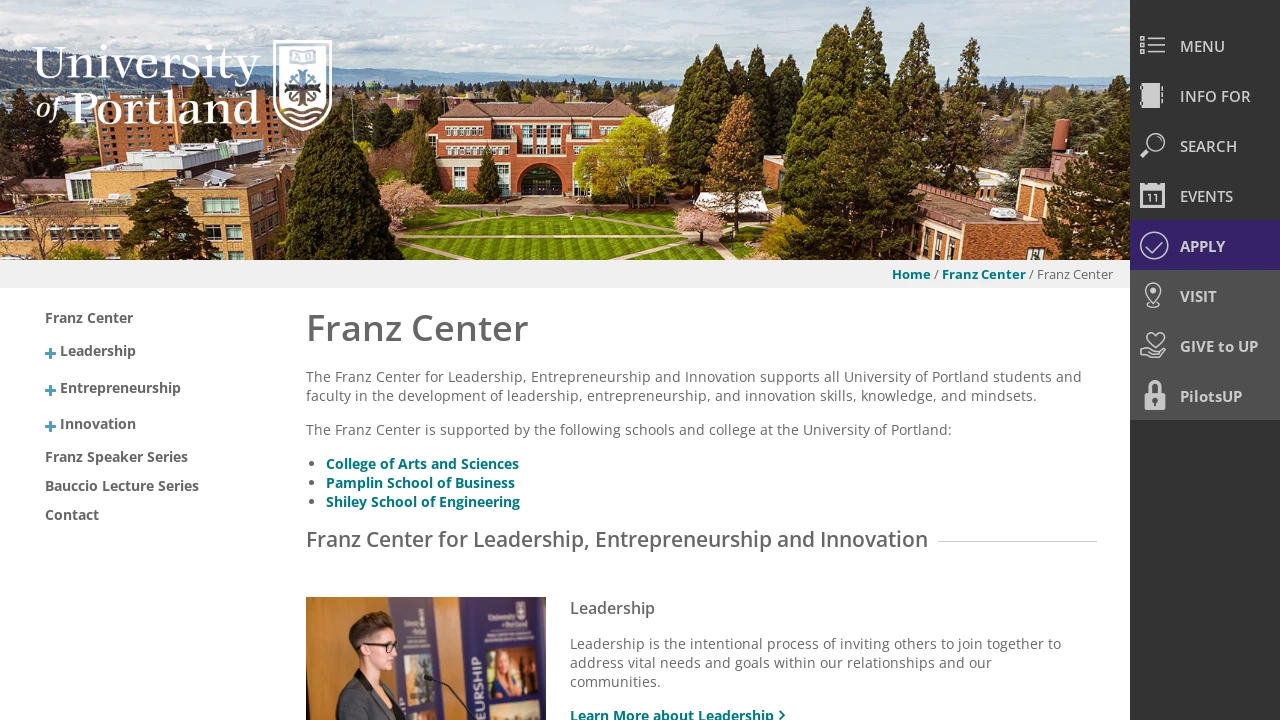 University
of Portland
MENU
INFO FOR
SEARCH
EVENTS
APPLY
VISIT
GIVE to UP
PilotsUP
Home / Franz Center / Franz Center
Franz Center
Leadership
Entrepreneurship
Innovation
Franz Speaker Series
Bauccio Lecture Series
Contact
Franz Center
The Franz Center for Leadership, Entrepreneurship and Innovation supports all University of Portland students and
faculty in the development of leadership, entrepreneurship, and innovation skills, knowledge, and mindsets.
The Franz Center is supported by the following schools and college at the University of Portland:
College of Arts and Sciences
Pamplin School of Business
Shiley School of Engineering
Franz Center for Leadership, Entrepreneurship and Innovation
University
of Portland
Leadership
Leadership is the intentional process of inviting others to join together to
address vital needs and goals within our relationships and our
communities.
Learn More about Leadership